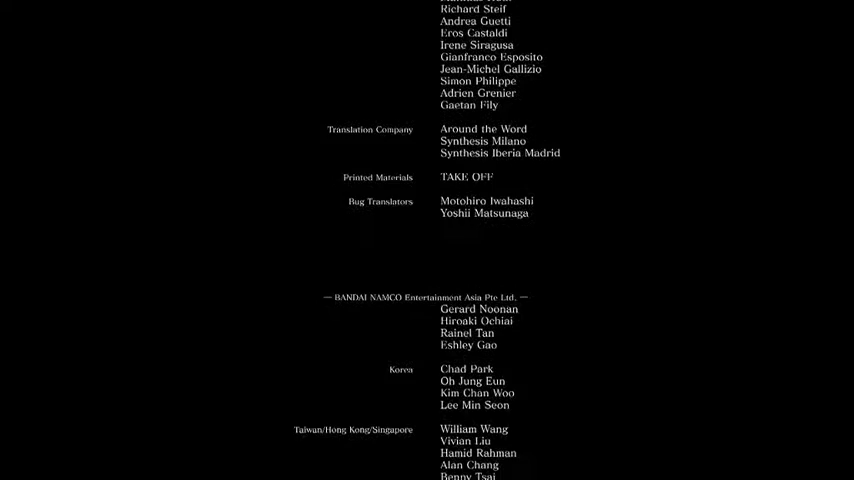 Richard Steif
Andrea Guetti
Eros Castaldi
Irene Siragusa
Gianfranco Esposito
Jean-Michel Gallizio
Simon Philippe
Adrien Grenier
Gaetan Fily
Translation Company Around the Word
Synthesis Milano
Synthesis Iberia Madrid
Printed Materials TAKE OFF
Bug Translators Motohiro Iwahashi
Yoshii Matsunaga
— BANDAI NAMCO Entertainment Asia Pte Ltd. —
Gerard Noonan
Hiroaki Ochiai
Rainel Tan
Eshley Gao
Korea Chad Park
Oh Jung Eun
Kim Chan Woo
Lee Min Seon
Taiwan/Hong Kong/Singapore William Wang
Vivian Liu
Hamid Rahman
Alan Chang
Benny Tsai